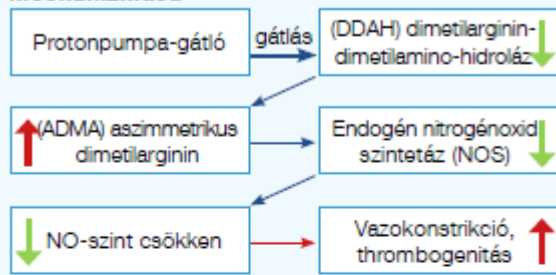 Protonpumpa-gátló
gátlás
(DDAH) dimetilarginin-
dimetilamino-hidroláz
(ADMA) aszimmetrikus
dimetilarginin
Endogén nitrogénoxid
szintetáz (NOS)
NO-szint csökken
Vazokonstrikció,
thrombogenitás